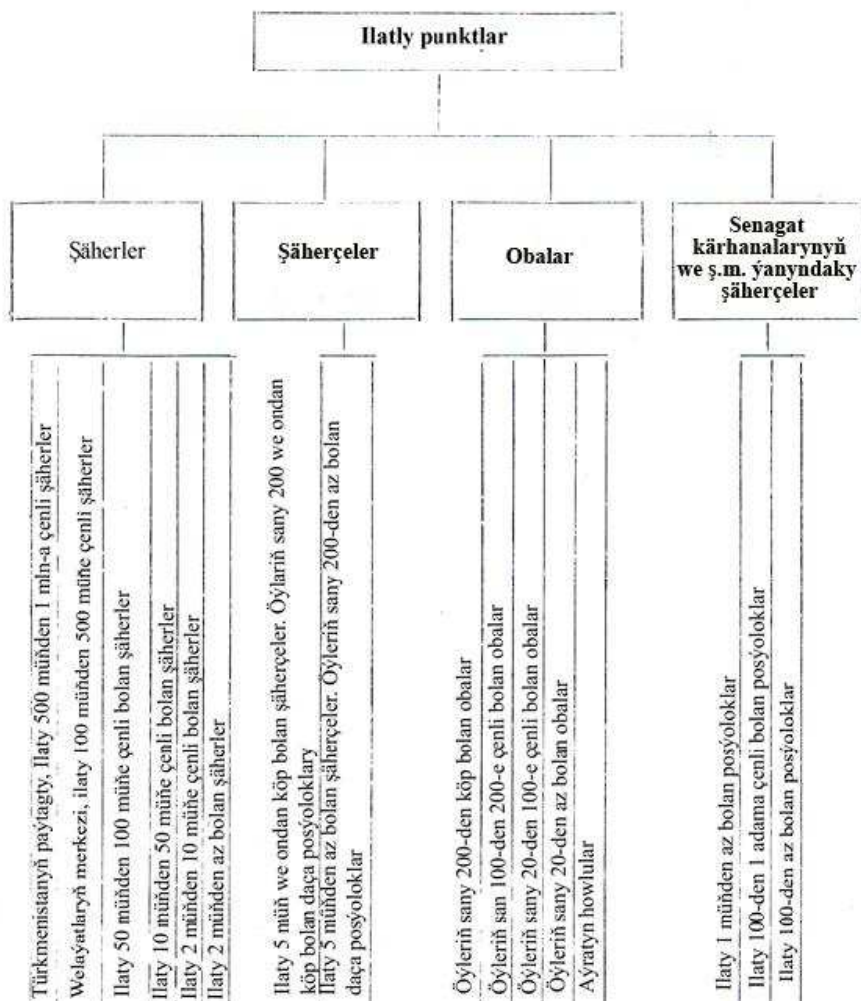 Ilatly punktlar
Şäherler
Şäherçeler
Obalar
Senagat
kärhanalarynyň
we ş.m. ýanyndaky
şäherçeler
Türkmenistanyň paýtagty, Ilaty 500 müňden 1 mln-a çenli şäherler
Welaýatlaryň merkezi, ilaty 100 müňden 500 müňe çenli şäherler
Ilaty 50 müňden 100 müňe çenli bolan şäherler
Ilaty 10 müňden 50 müňe çenli bolan şäherler
Ilaty 2 müňden 10 müňe çenli bolan şäherler
Ilaty 2 müňden az bolan şäherler
Ilaty 5 müň we ondan köp bolan şäherçeler. Öýlariň sany 200 we ondan
köp bolan daça posýoloklary
Ilaty 5 müňden az bolan şäherçeler. Öýleriň sany 200-den az bolan
daça posýoloklar
Öýleriň sany 200-den köp bolan obalar
Öýleriň san 100-den 200-e çenli bolan obalar
Öýleriň sany 20-den 100-e çenli bolan obalar
Öýleriň sany 20-den az bolan obalar
Aýratyn howlular
Ilaty 1 müňden az bolan posýoloklar
Ilaty 100-den 1 adama çenli bolan posýoloklar
Ilaty 100-den az bolan posýoloklar